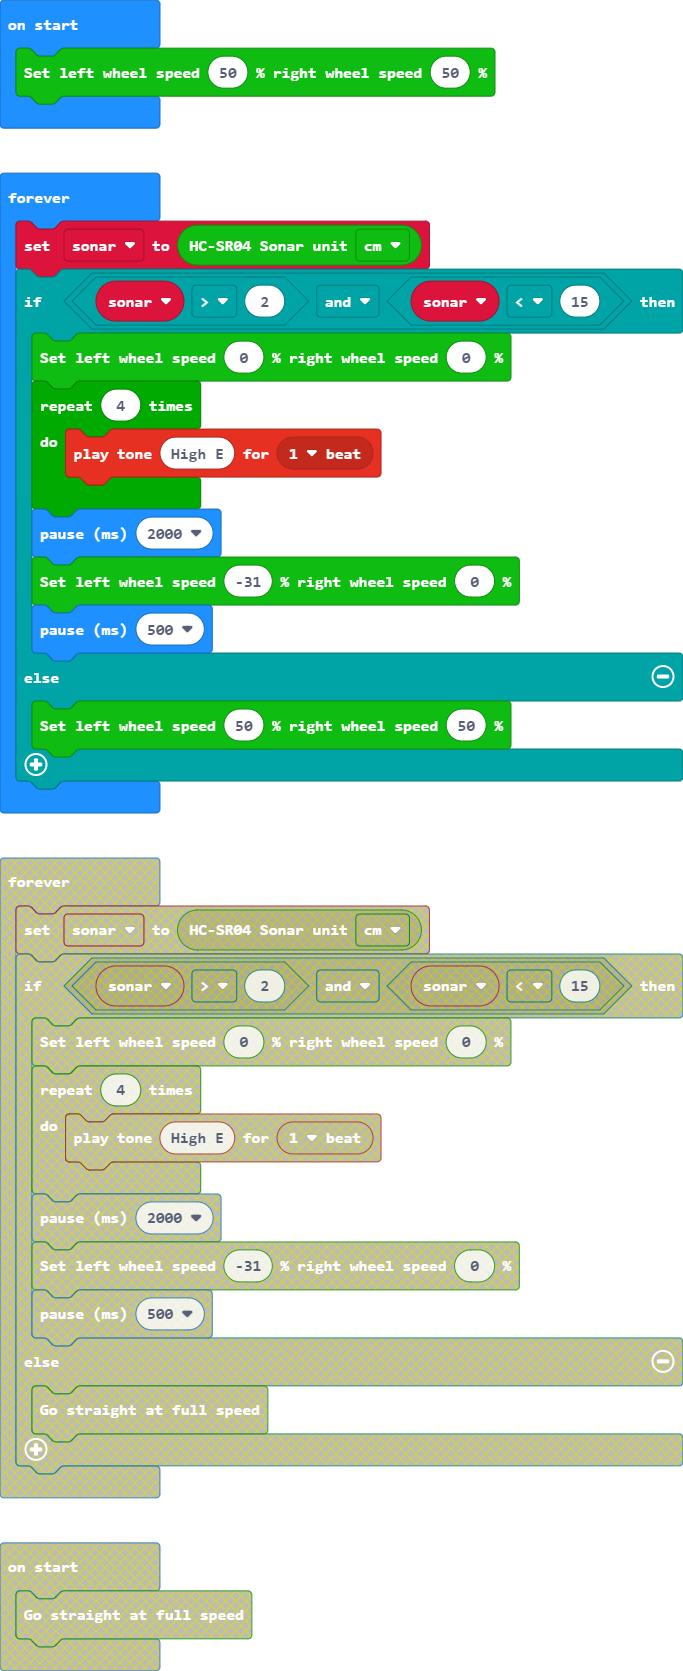 on start
Set left wheel speed 50 % right wheel speed 50 %
forever
set sonar to HC-SR04 Sonar unit cm
if sonar > 2 and sonar < 15 then
Set left wheel speed 0 % right wheel speed 0 %
repeat 4 times
do play tone High E for 1 beat
pause (ms) 2000
Set left wheel speed -31 % right wheel speed 0 %
pause (ms) 500
else
Set left wheel speed 50 % right wheel speed 50 %
forever
set sonar to HC-SR04 Sonar unit cm
if sonar > 2 and sonar < 15 then
Set left wheel speed 0 % right wheel speed 0 %
repeat 4 times
do play tone High E for 1 beat
pause (ms) 2000
Set left wheel speed -31 % right wheel speed 0 %
pause (ms) 500
else
Go straight at full speed
on start
Go straight at full speed